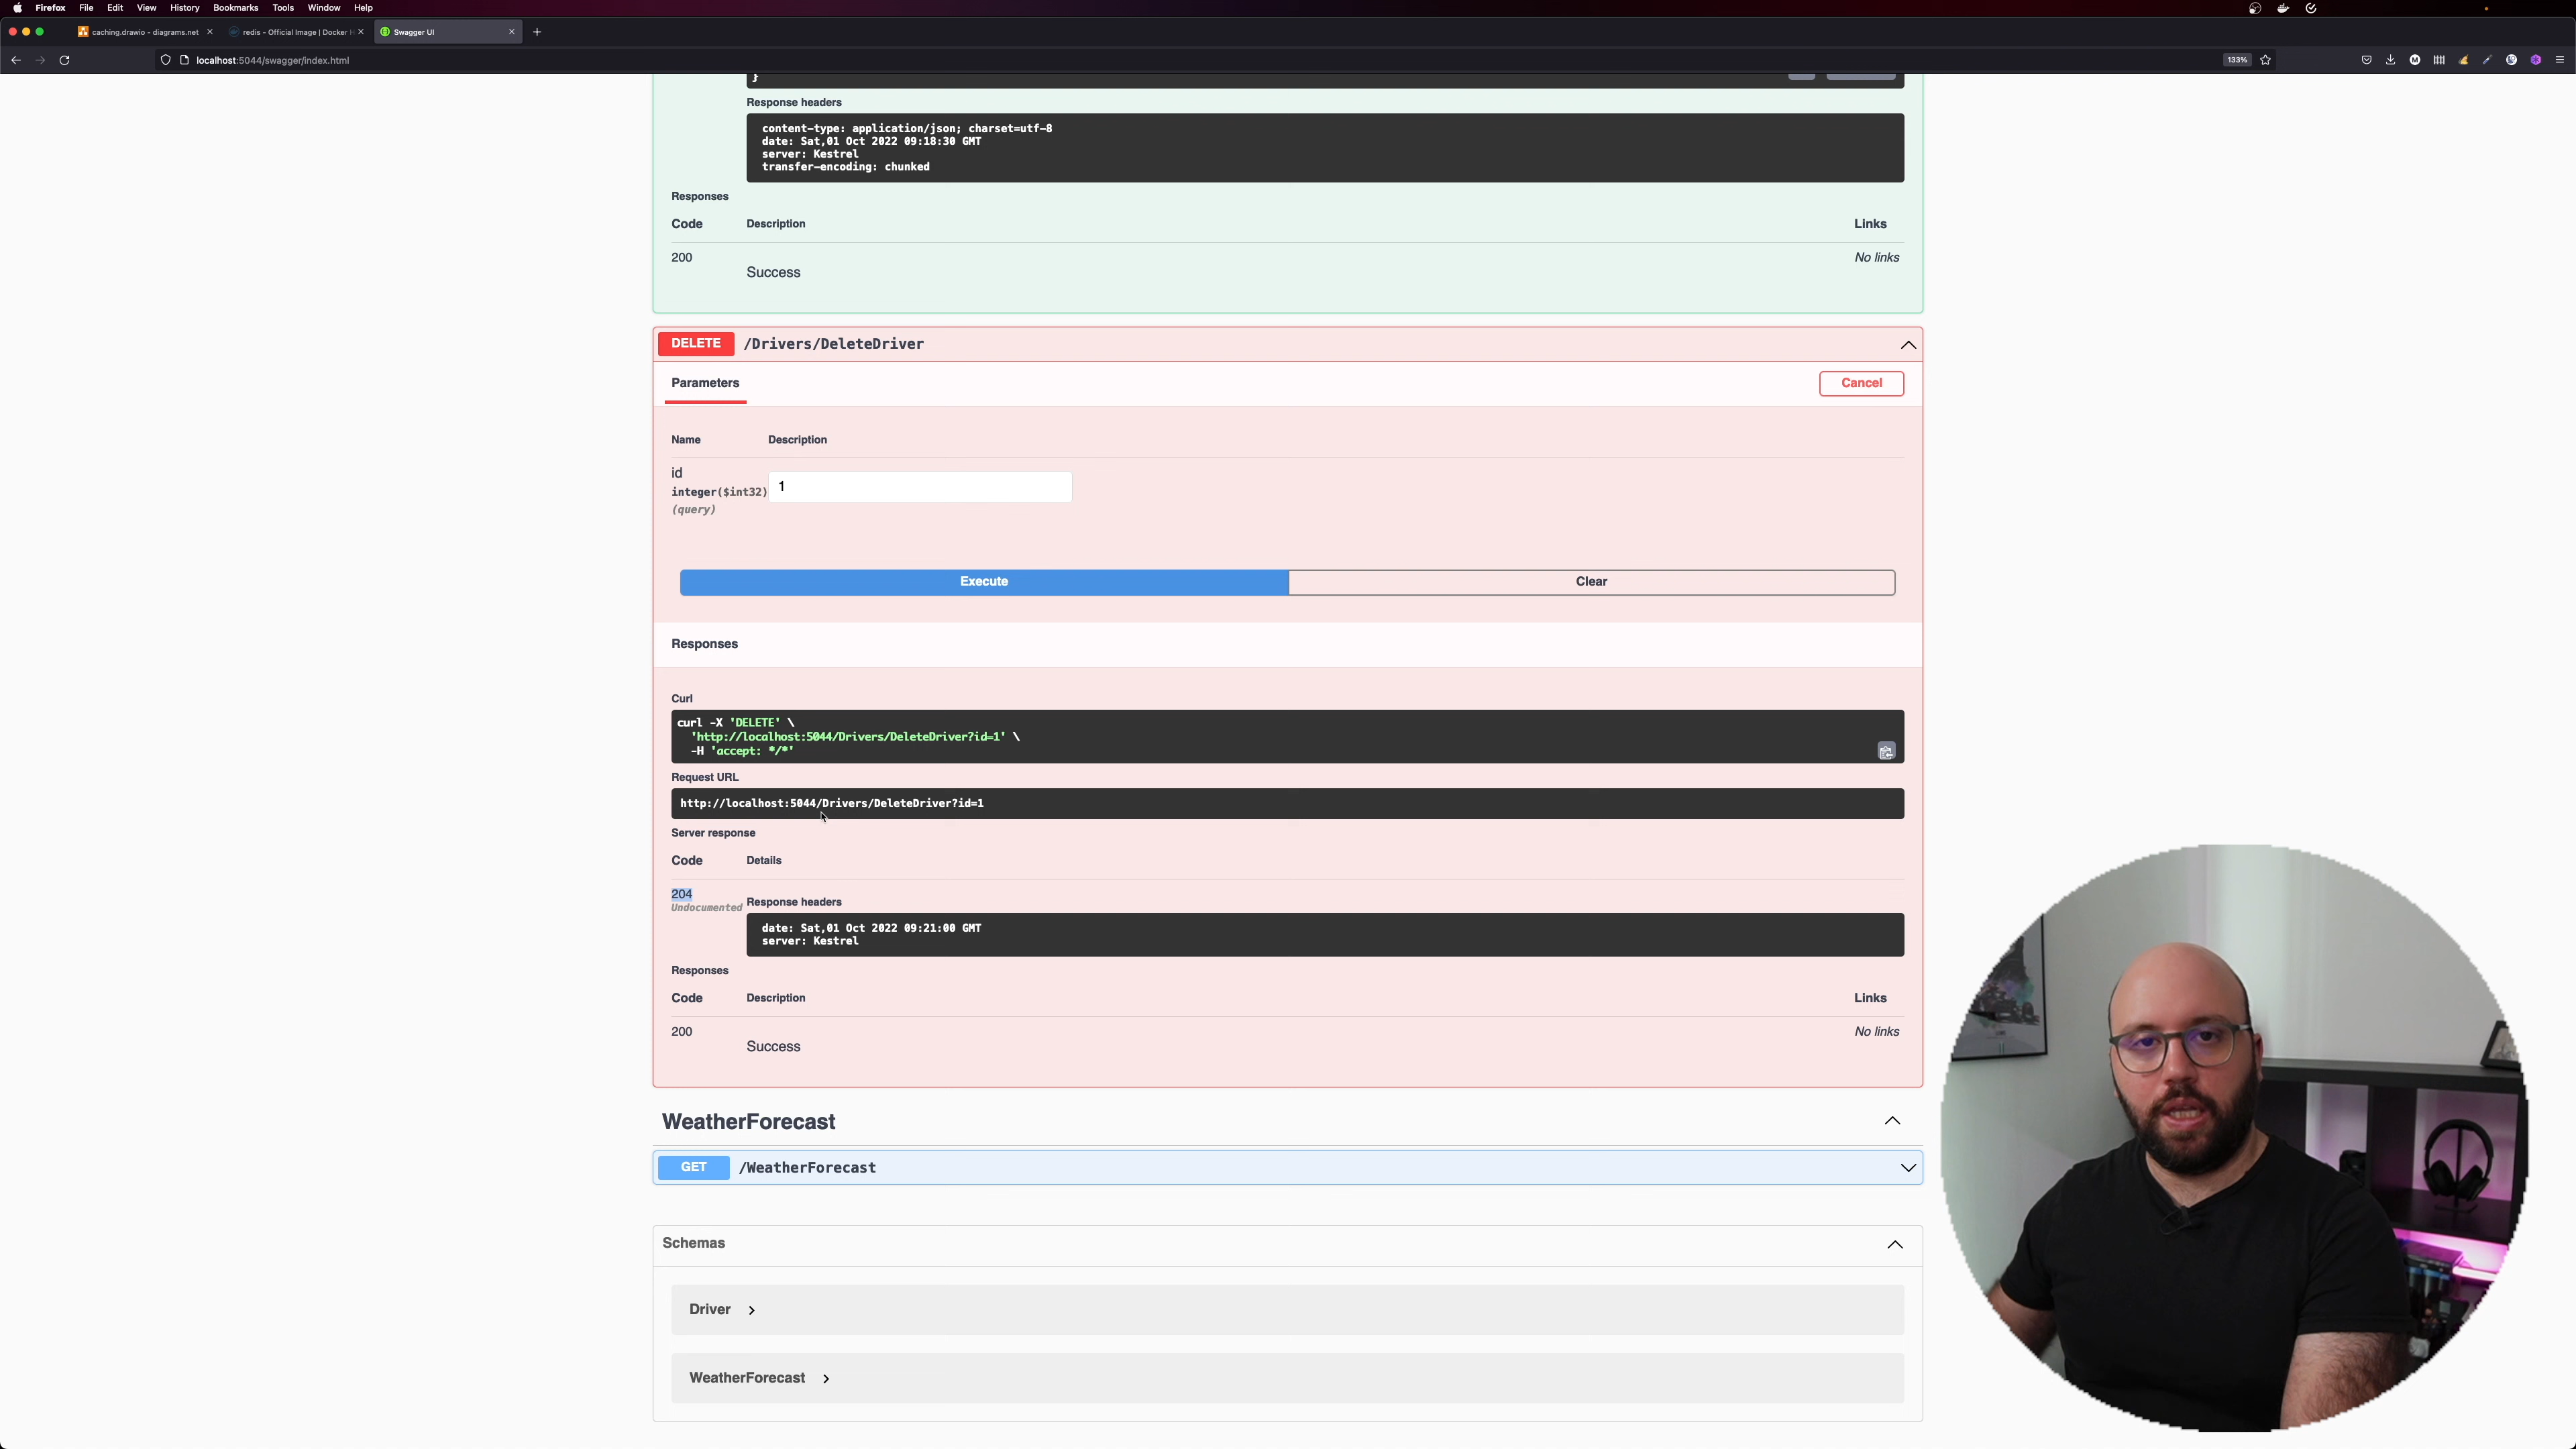 Firefox File Edit View History Bookmarks Tools Window Help
caching.drawio - diagrams.net
redis - Official Image | Docker H
Swagger UI
localhost:5044/swagger/index.html
133%
}
Response headers
content-type: application/json; charset=utf-8
date: Sat,01 Oct 2022 09:18:30 GMT
server: Kestrel
transfer-encoding: chunked
Responses
Code Description Links
200 No links
Success
DELETE /Drivers/DeleteDriver
Parameters Cancel
Name Description
id
integer($int32) 1
(query)
Execute Clear
Responses
Curl
curl -X 'DELETE' \
'http://localhost:5044/Drivers/DeleteDriver?id=1' \
-H 'accept: */*'
Request URL
http://localhost:5044/Drivers/DeleteDriver?id=1
Server response
Code Details
204
Undocumented
Response headers
date: Sat,01 Oct 2022 09:21:00 GMT
server: Kestrel
Responses
Code Description Links
200 No links
Success
WeatherForecast
GET /WeatherForecast
Schemas
Driver
WeatherForecast